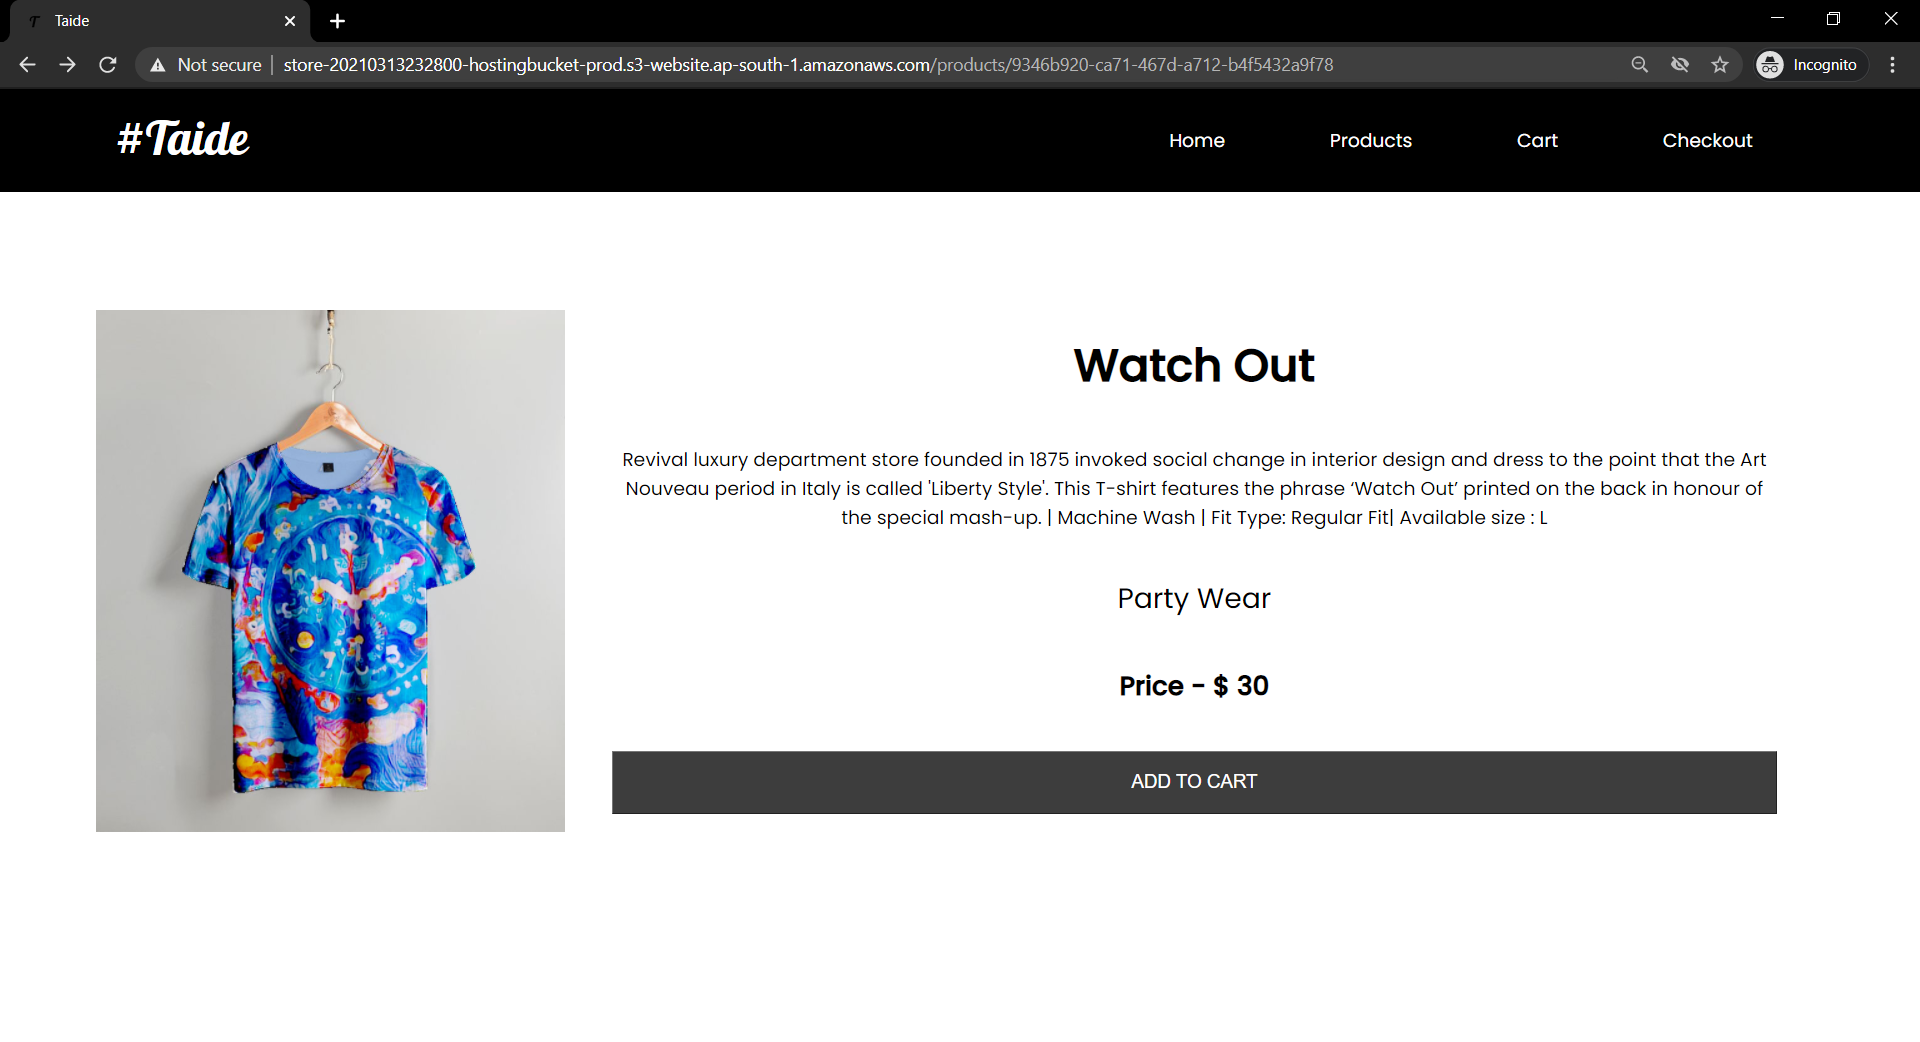 Taide
Not secure | store-20210313232800-hostingbucket-prod.s3-website.ap-south-1.amazonaws.com/products/9346b920-ca71-467d-a712-b4f5432a9f78
Incognito
#Taide
Home Products Cart Checkout
Watch Out
Revival luxury department store founded in 1875 invoked social change in interior design and dress to the point that the Art
Nouveau period in Italy is called 'Liberty Style'. This T-shirt features the phrase ‘Watch Out’ printed on the back in honour of
the special mash-up. | Machine Wash | Fit Type: Regular Fit| Available size : L
Party Wear
Price - $ 30
ADD TO CART